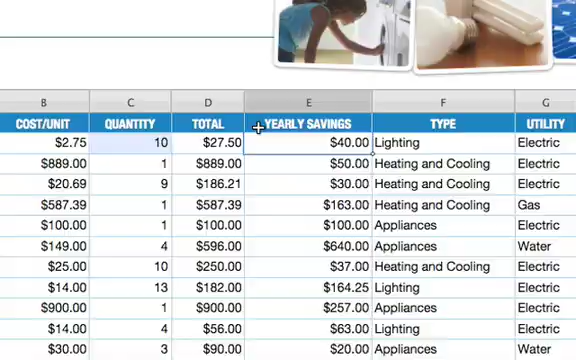 B C D E F G
COST/UNIT QUANTITY TOTAL YEARLY SAVINGS TYPE UTILITY
$2.75 10 $27.50 $40.00 Lighting Electric
$889.00 1 $889.00 $50.00 Heating and Cooling Electric
$20.69 9 $186.21 $30.00 Heating and Cooling Electric
$587.39 1 $587.39 $163.00 Heating and Cooling Gas
$100.00 1 $100.00 $100.00 Appliances Electric
$149.00 4 $596.00 $640.00 Appliances Water
$25.00 10 $250.00 $37.00 Heating and Cooling Electric
$14.00 13 $182.00 $164.25 Lighting Electric
$900.00 1 $900.00 $257.00 Appliances Electric
$14.00 4 $56.00 $63.00 Lighting Electric
$30.00 3 $90.00 $20.00 Appliances Water